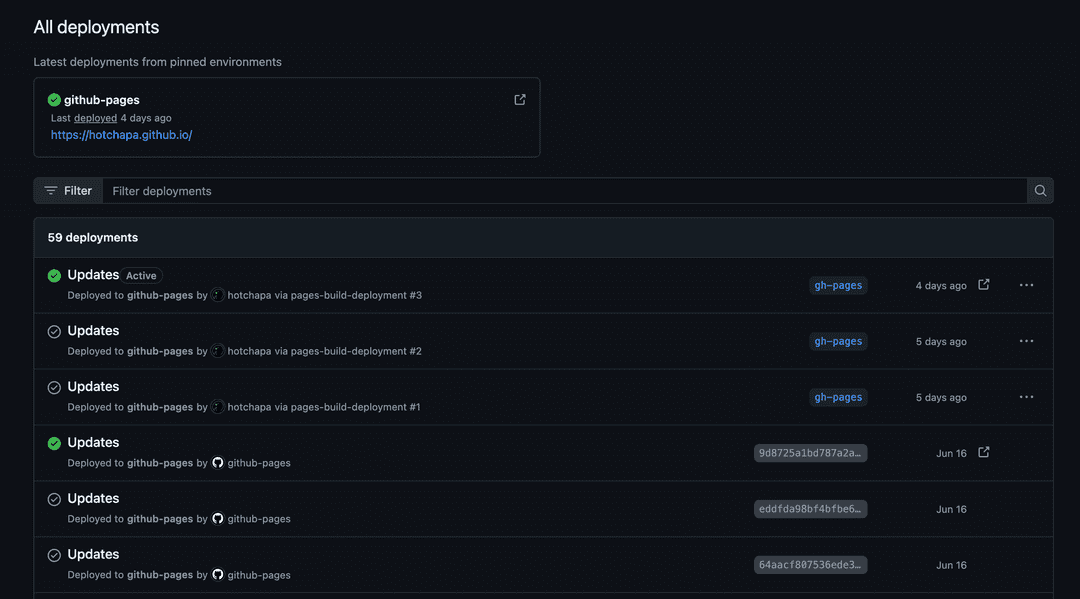 All deployments
Latest deployments from pinned environments
github-pages
Last deployed 4 days ago
https://hotchapa.github.io/
Filter Filter deployments
59 deployments
Updates Active
Deployed to github-pages by hotchapa via pages-build-deployment #3
gh-pages 4 days ago
Updates
Deployed to github-pages by hotchapa via pages-build-deployment #2
gh-pages 5 days ago
Updates
Deployed to github-pages by hotchapa via pages-build-deployment #1
gh-pages 5 days ago
Updates
Deployed to github-pages by github-pages
9d8725a1bd787a2a… Jun 16
Updates
Deployed to github-pages by github-pages
eddfda98bf4bfbe6… Jun 16
Updates
Deployed to github-pages by github-pages
64aacf807536ede3… Jun 16